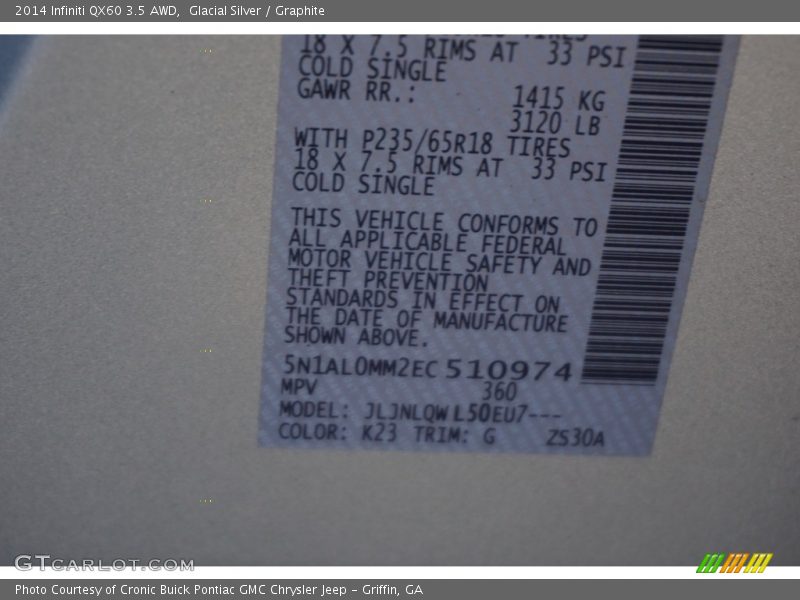 2014 Infiniti QX60 3.5 AWD,  Glacial Silver / Graphite
TIRES
18 X 7.5 RIMS AT 33 PSI
COLD SINGLE
GAWR RR.: 1415 KG
3120 LB
WITH P235/65R18 TIRES
18 X 7.5 RIMS AT 33 PSI
COLD SINGLE
THIS VEHICLE CONFORMS TO
ALL APPLICABLE FEDERAL
MOTOR VEHICLE SAFETY AND
THEFT PREVENTION
STANDARDS IN EFFECT ON
THE DATE OF MANUFACTURE
SHOWN ABOVE.
5N1AL0MM2EC510974
MPV 360
MODEL: JLJNLQWL50EU7---
COLOR: K23 TRIM: G ZS30A
GTCARLOT.COM
Photo Courtesy of Cronic Buick Pontiac GMC Chrysler Jeep – Griffin, GA